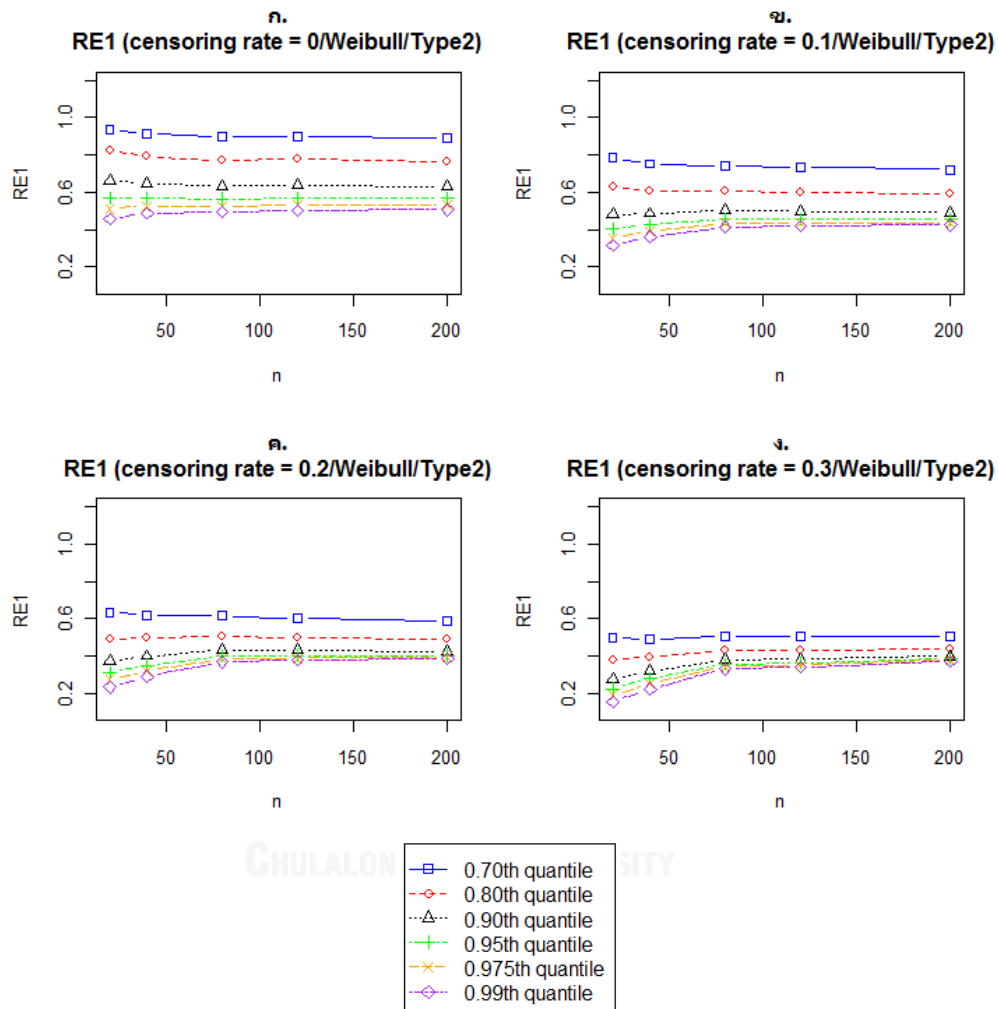 ก.
RE1 (censoring rate = 0/Weibull/Type2)
RE1
1.0
0.6
0.2
50 100 150 200
n
ข.
RE1 (censoring rate = 0.1/Weibull/Type2)
RE1
1.0
0.6
0.2
50 100 150 200
n
ค.
RE1 (censoring rate = 0.2/Weibull/Type2)
RE1
1.0
0.6
0.2
50 100 150 200
n
ง.
RE1 (censoring rate = 0.3/Weibull/Type2)
RE1
1.0
0.6
0.2
50 100 150 200
n
CHULALON SITY
0.70th quantile
0.80th quantile
0.90th quantile
0.95th quantile
0.975th quantile
0.99th quantile